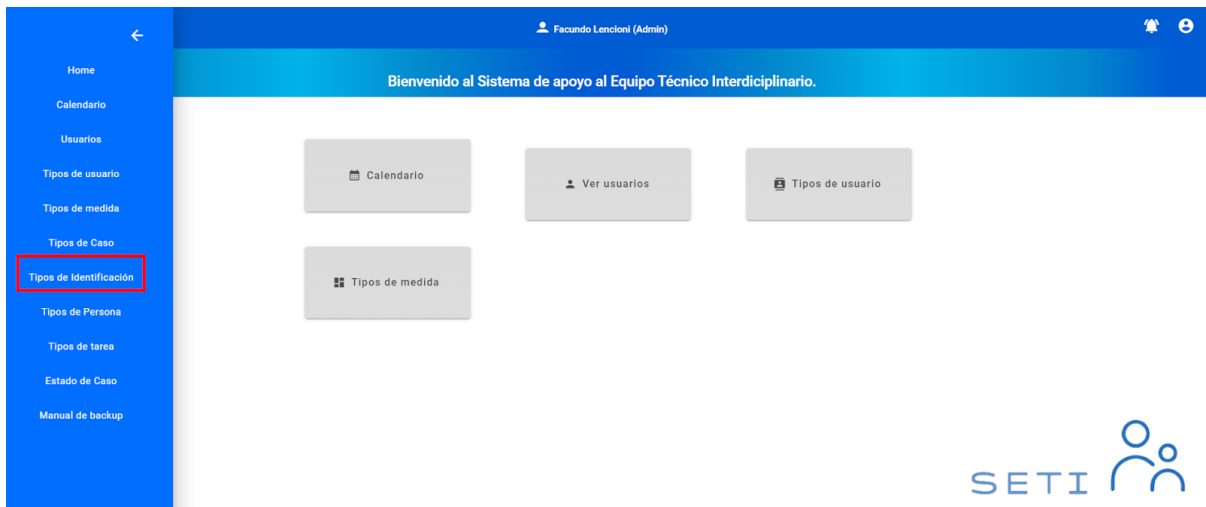 Facundo Lencioni (Admin)
Bienvenido al Sistema de apoyo al Equipo Técnico Interdiciplinario.
Home
Calendario
Usuarios
Tipos de usuario
Tipos de medida
Tipos de Caso
Tipos de Identificación
Tipos de Persona
Tipos de tarea
Estado de Caso
Manual de backup
Calendario
Ver usuarios
Tipos de usuario
Tipos de medida
SETI